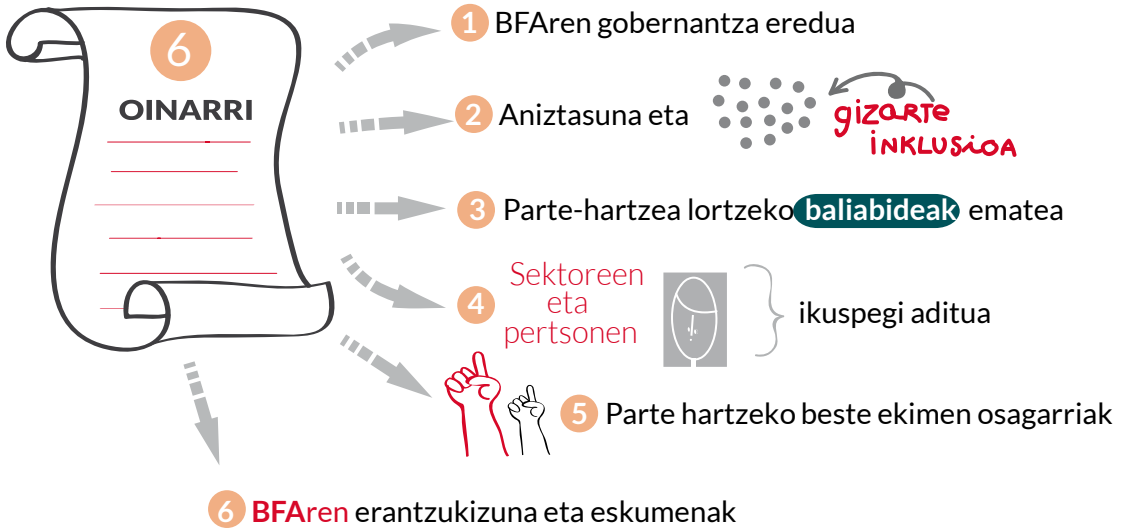 6
OINARRI
1 BFAren gobernantza eredua
2 Aniztasuna eta gizARTE
INKLUSiOA
3 Parte-hartzea lortzeko baliabideak ematea
4 Sektoreen
eta
pertsonen
ikuspegi aditua
5 Parte hartzeko beste ekimen osagarriak
6 BFAren erantzukizuna eta eskumenak